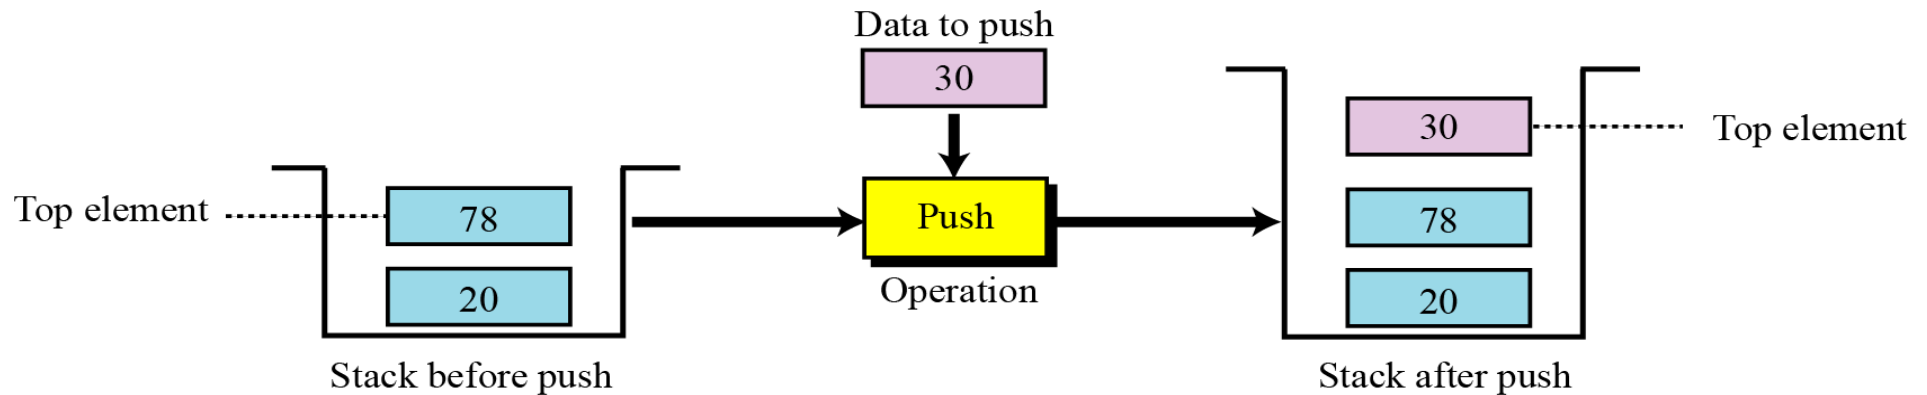 Data to push
30
30
Top element
Top element
78
Push
78
20
Operation
20
Stack before push
Stack after push